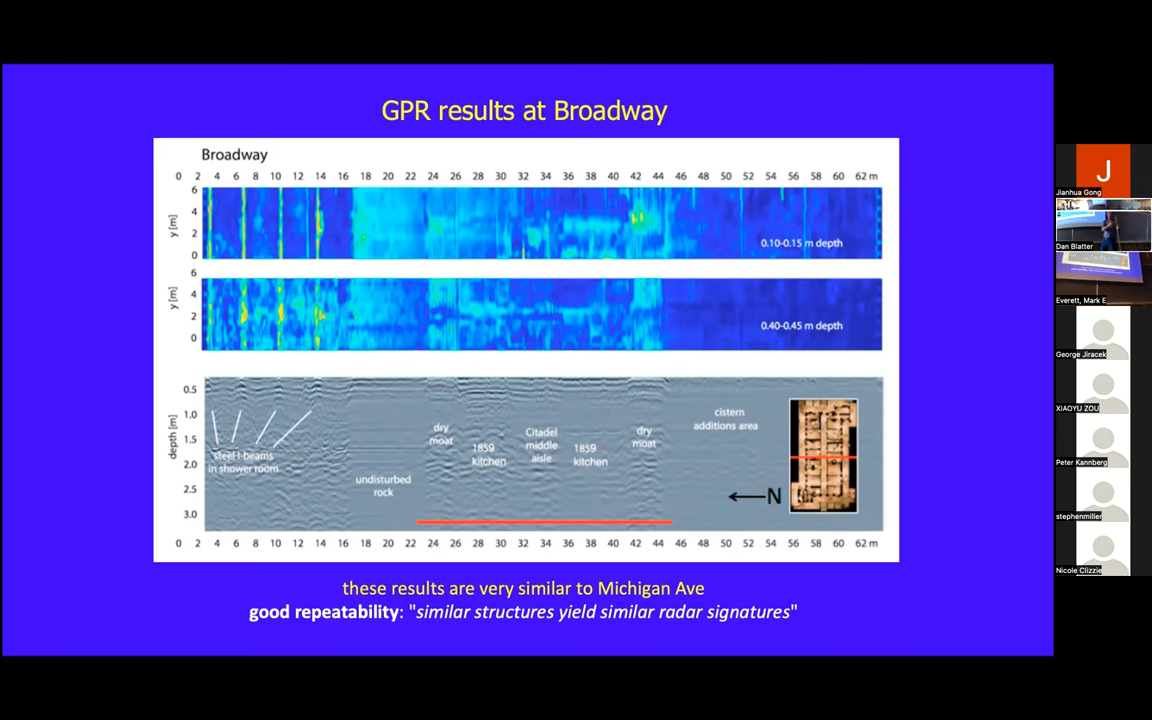 GPR results at Broadway
Broadway
0 2 4 6 8 10 12 14 16 18 20 22 24 26 28 30 32 34 36 38 40 42 44 46 48 50 52 54 56 58 60 62 m
6
4
2
0
y [m]
0.10-0.15 m depth
6
4
2
0
y [m]
0.40-0.45 m depth
0.5
1.0
1.5
2.0
2.5
3.0
depth [m]
steel I-beams
in shower room
undisturbed
rock
dry
moat
1859
kitchen
Citadel
middle
aisle
1859
kitchen
dry
moat
cistern
additions area
N
0 2 4 6 8 10 12 14 16 18 20 22 24 26 28 30 32 34 36 38 40 42 44 46 48 50 52 54 56 58 60 62 m
these results are very similar to Michigan Ave
good repeatability: "similar structures yield similar radar signatures"
J
Jianhua Gong
Dan Blatter
Everett, Mark E
George Jiracek
XIAOYU ZOU
Peter Kannberg
stephenmiller
Nicole Clizzie